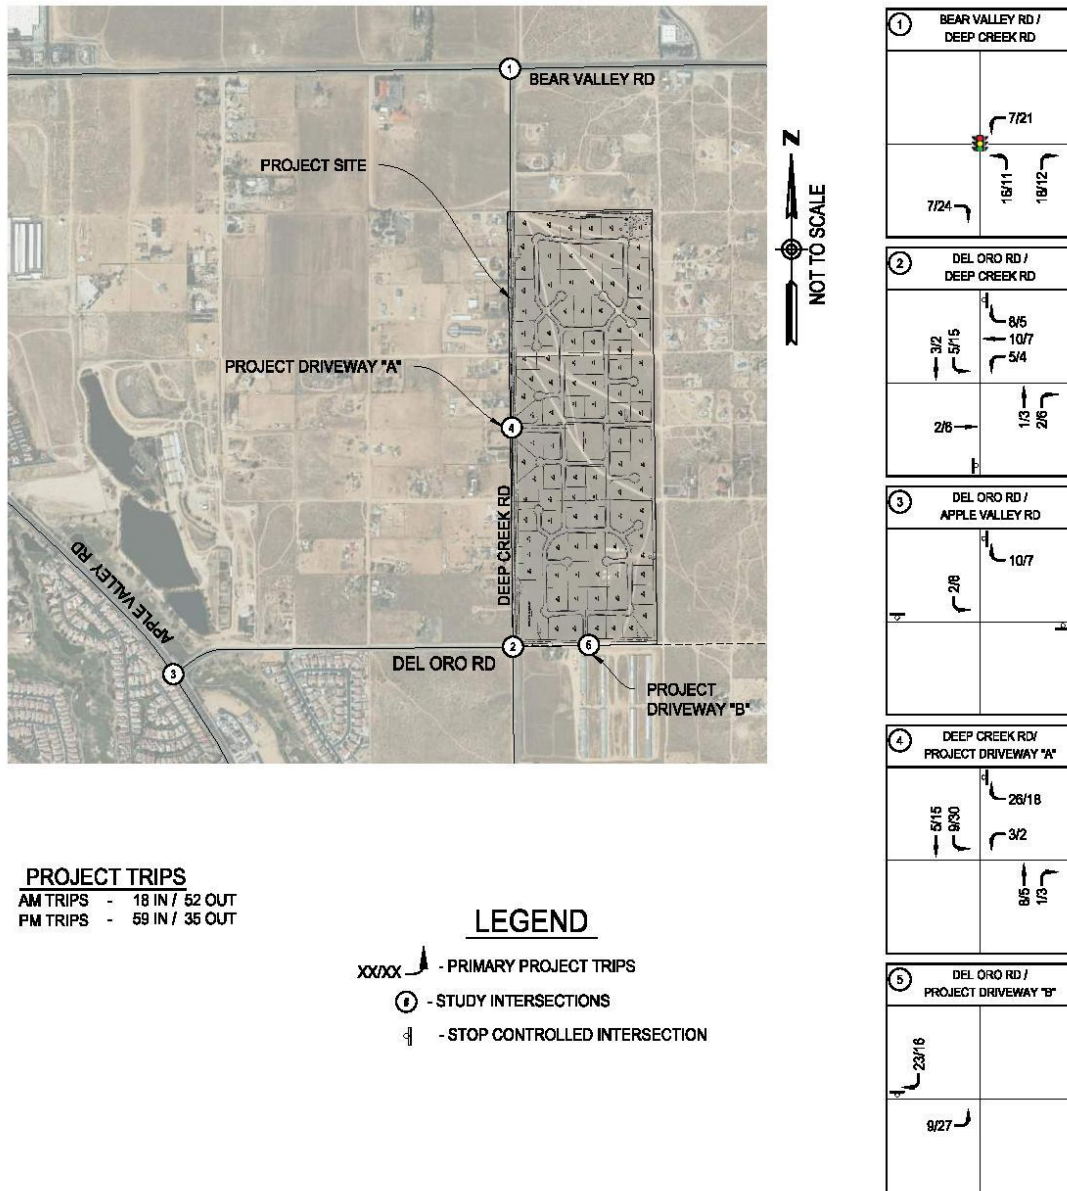 1
BEAR VALLEY RD
PROJECT SITE
Z
NOT TO SCALE
PROJECT DRIVEWAY "A"
4
DEEP CREEK RD
APPLE VALLEY RD
DEL ORO RD
2
3
PROJECT
DRIVEWAY "B"
PROJECT TRIPS
AM TRIPS - 18 IN / 52 OUT
PM TRIPS - 59 IN / 35 OUT
LEGEND
XX/XX - PRIMARY PROJECT TRIPS
# - STUDY INTERSECTIONS
- STOP CONTROLLED INTERSECTION
1 BEAR VALLEY RD /
DEEP CREEK RD
7/21
16/11
7/24
2 DEL ORO RD /
DEEP CREEK RD
8/5
10/7
5/4
3/2
5/15
2/6
1/3
2/6
3 DEL ORO RD /
APPLE VALLEY RD
10/7
2/8
4 DEEP CREEK RD/
PROJECT DRIVEWAY "A"
26/18
3/2
5/15
9/30
1/3
5 DEL ORO RD /
PROJECT DRIVEWAY "B"
23/16
9/27